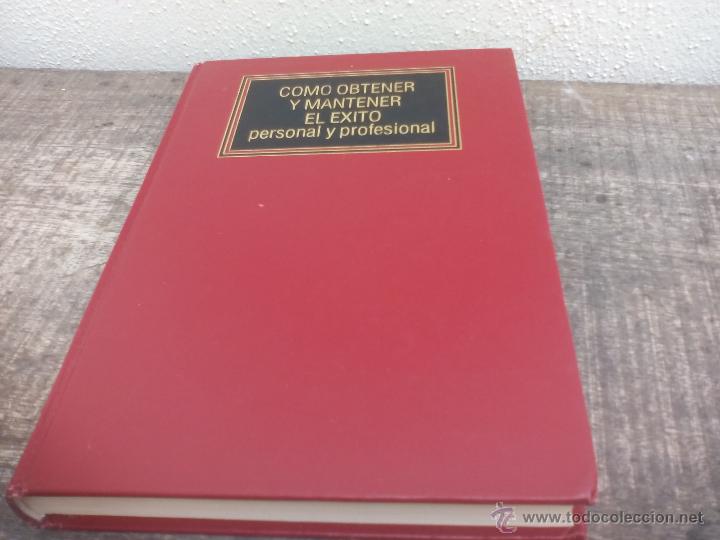 COMO OBTENER
Y MANTENER
EL EXITO
personal y profesional
www.todocoleccion.net